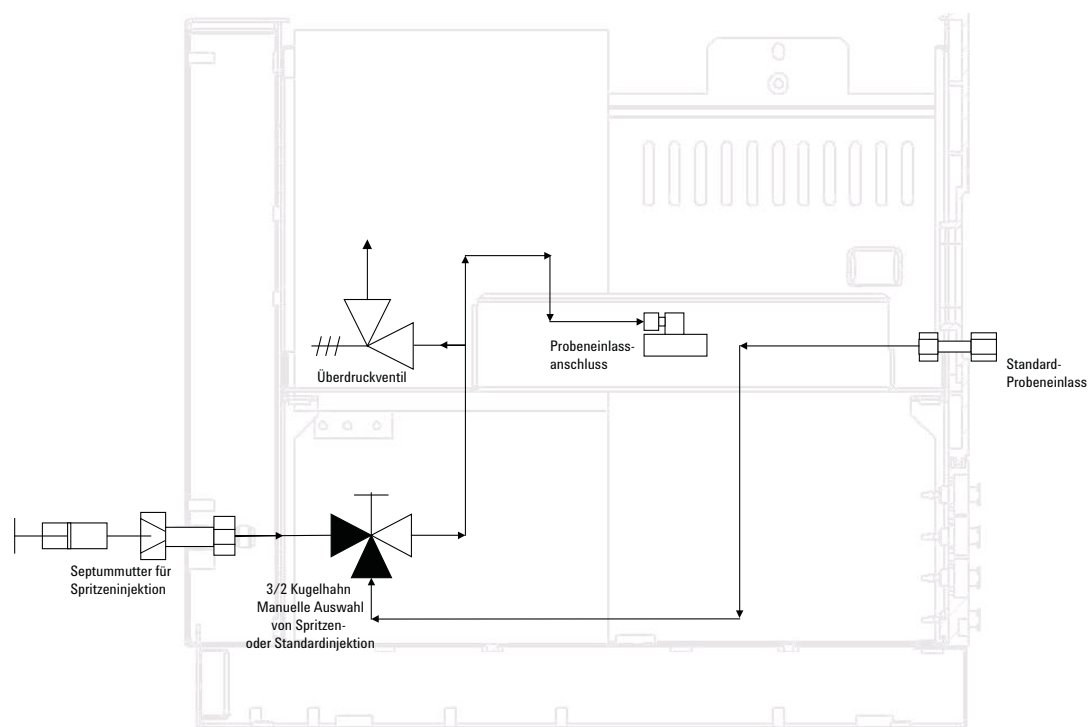 Überdruckventil
Probeneinlass-
anschluss
Standard-
Probeneinlass
Septummutter für
Spritzeninjektion
3/2 Kugelhahn
Manuelle Auswahl
von Spritzen-
oder Standardinjektion